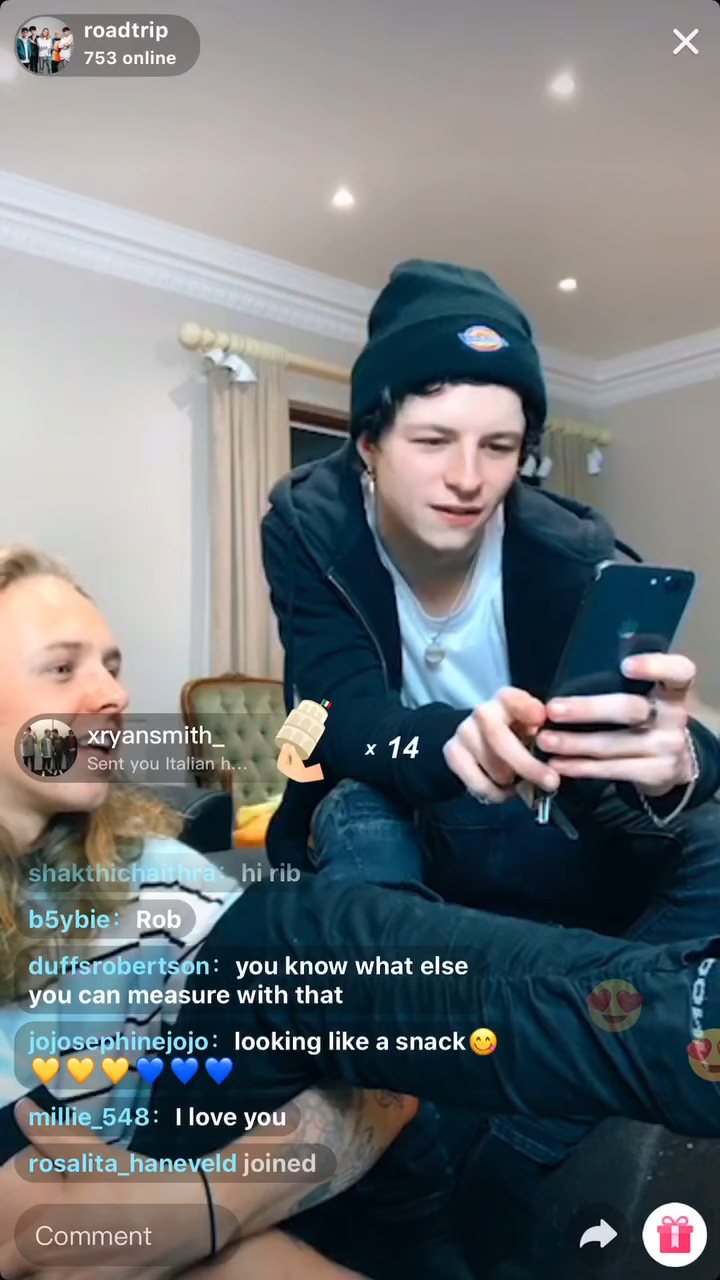 roadtrip
753 online
xryansmith_
Sent you Italian h...
x 14
shakthichaithra: hi rib
b5ybie: Rob
duffsrobertson: you know what else
you can measure with that
jojosephinejojo: looking like a snack😋
💛💛💛💙💙💙
millie_548: I love you
rosalita_haneveld joined
Comment